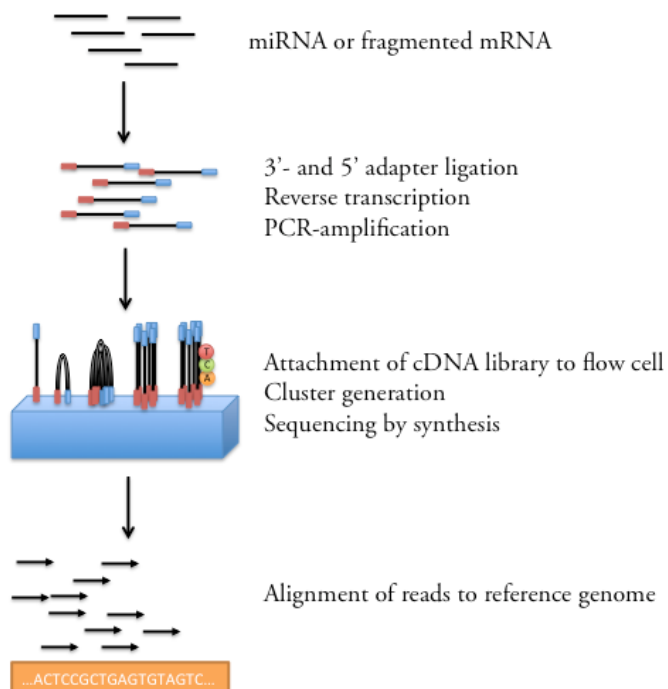 miRNA or fragmented mRNA
3'- and 5' adapter ligation
Reverse transcription
PCR-amplification
T
C
A
Attachment of cDNA library to flow cell
Cluster generation
Sequencing by synthesis
Alignment of reads to reference genome
...ACTCCGCTGAGTGTAGTC...